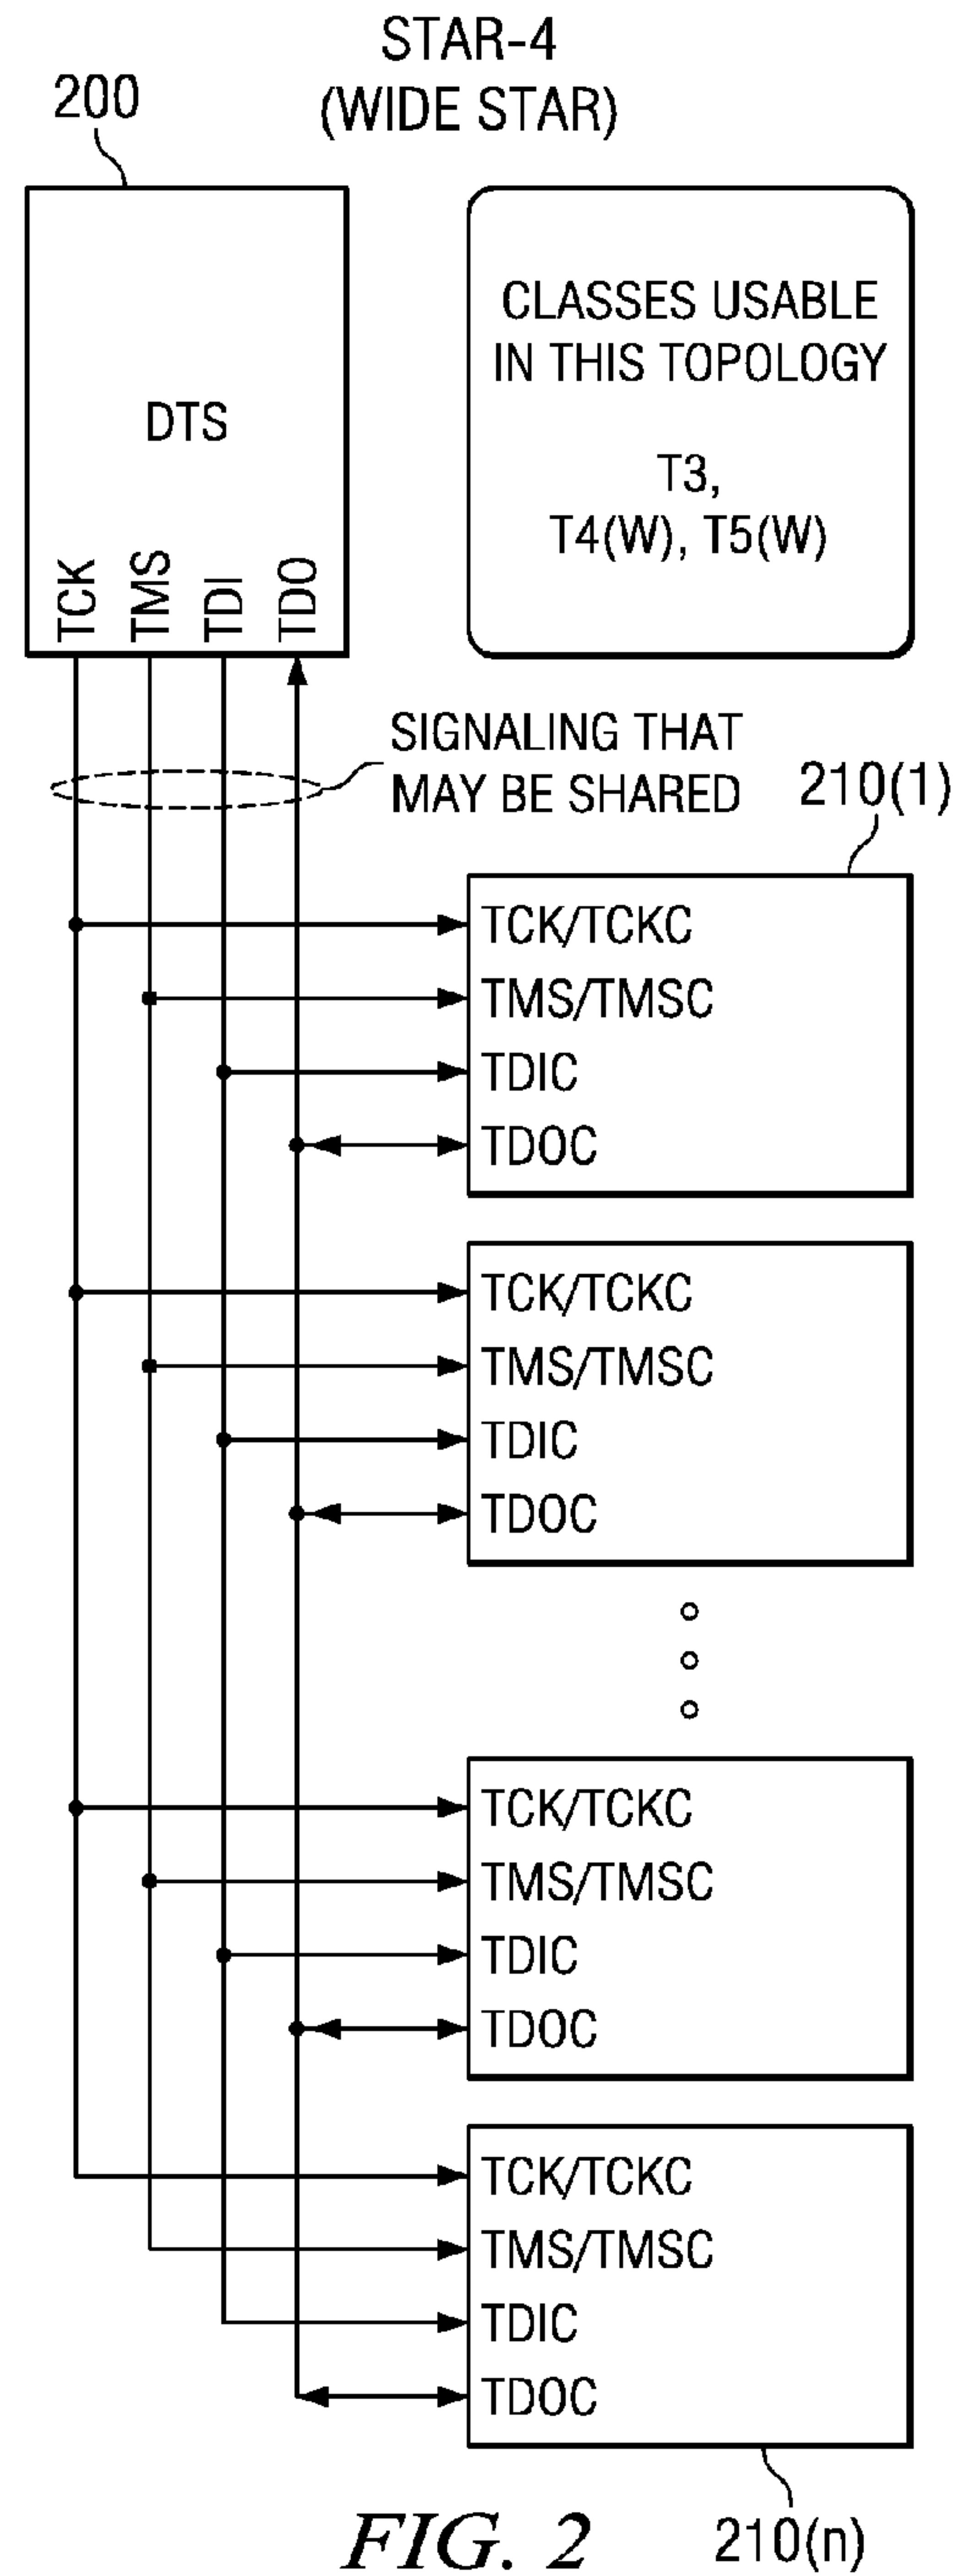 STAR-4
(WIDE STAR)
200
DTS
TCK
TMS
TDI
TDO
CLASSES USABLE
IN THIS TOPOLOGY
T3,
T4(W), T5(W)
SIGNALING THAT
MAY BE SHARED
210(1)
TCK/TCKC
TMS/TMSC
TDIC
TDOC
TCK/TCKC
TMS/TMSC
TDIC
TDOC
TCK/TCKC
TMS/TMSC
TDIC
TDOC
TCK/TCKC
TMS/TMSC
TDIC
TDOC
210(n)
FIG. 2